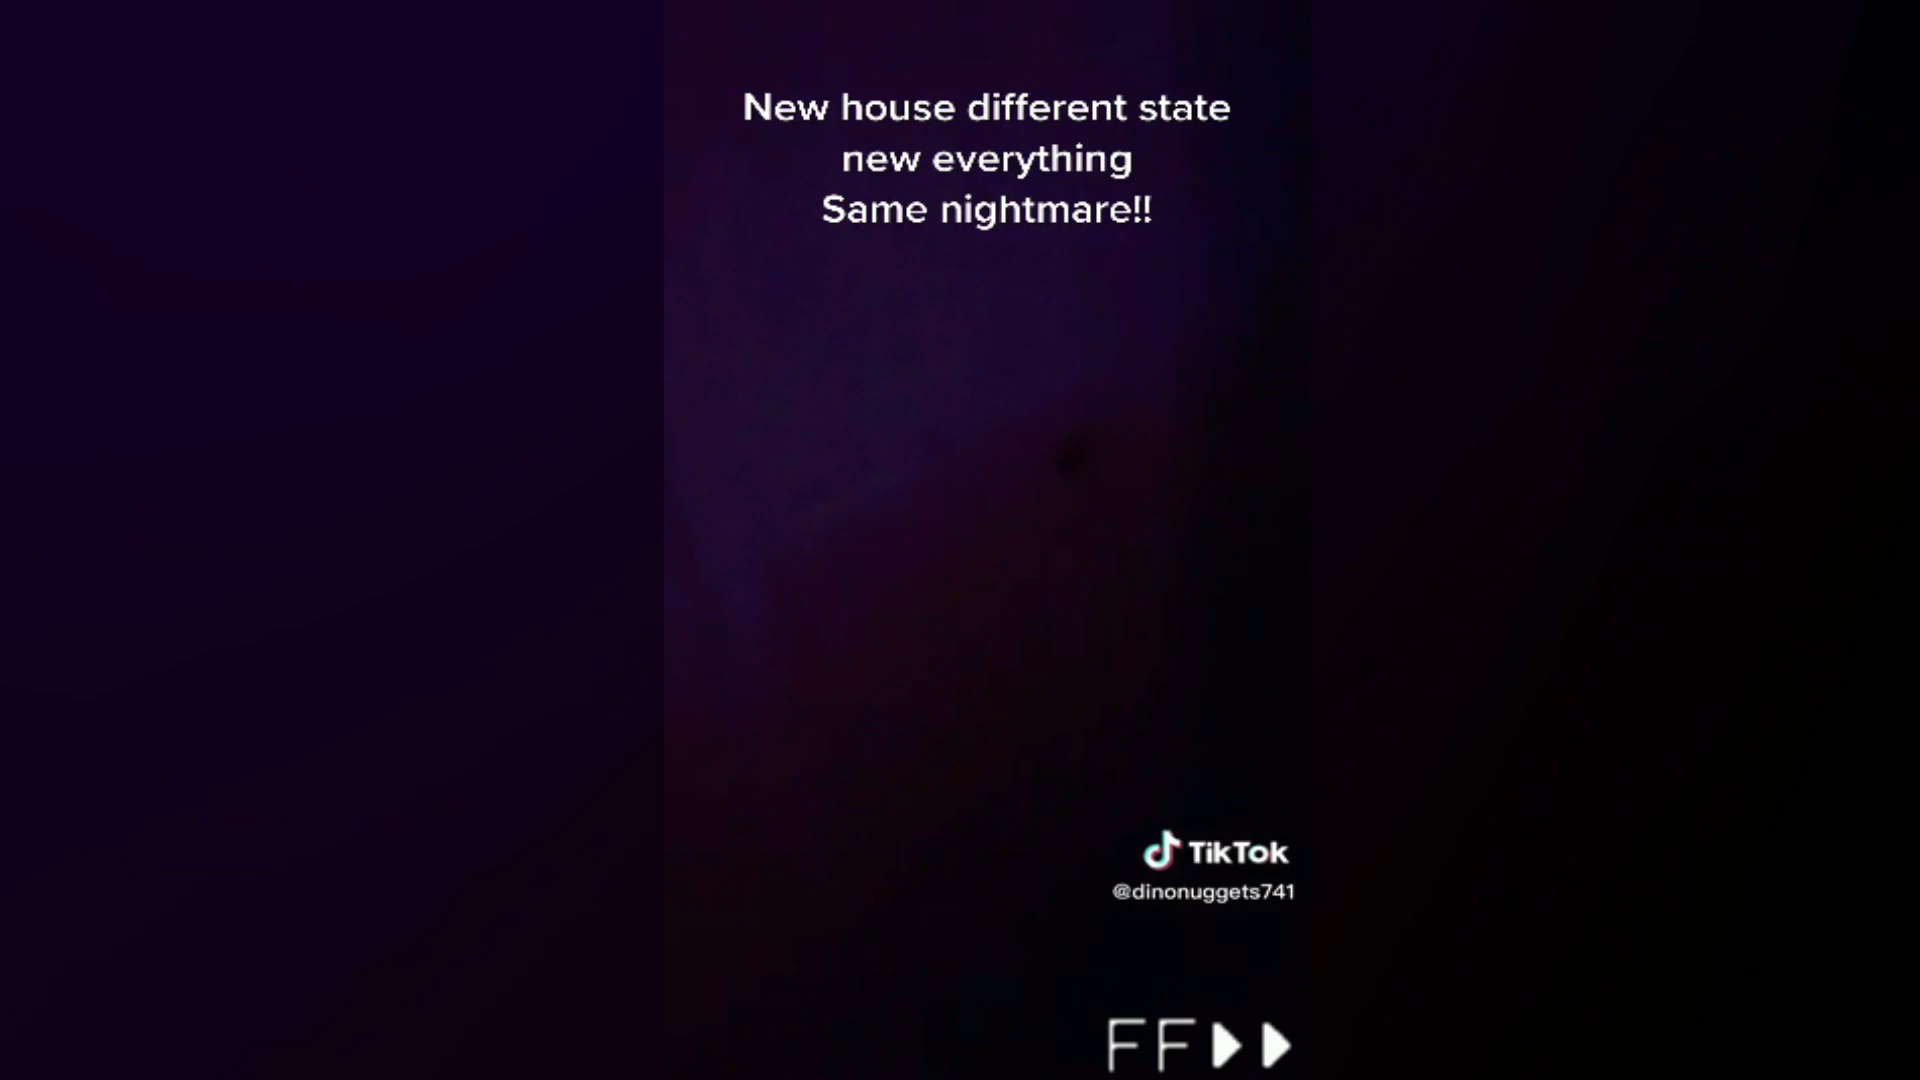 New house different state
new everything
Same nightmare!!
TikTok
@dinonuggets741
FF